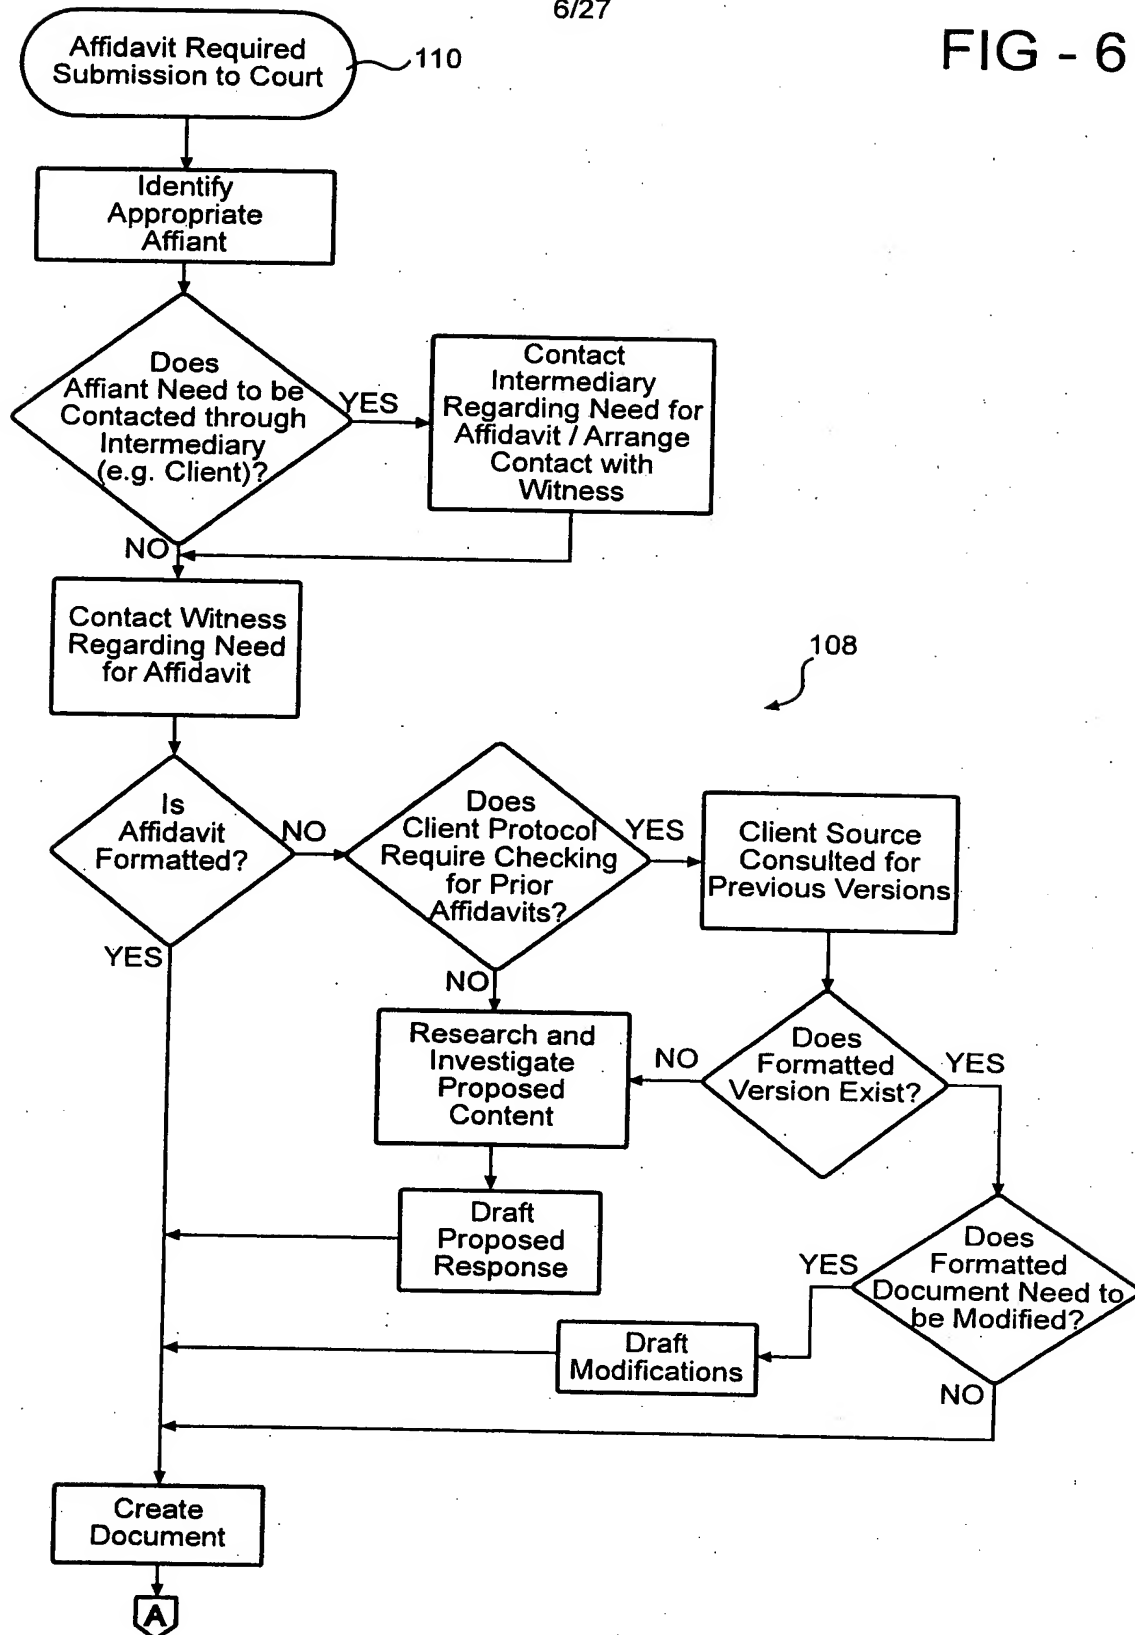 6/27
FIG - 6
Affidavit Required
Submission to Court
110
Identify
Appropriate
Affiant
Does
Affiant Need to be
Contacted through
Intermediary
(e.g. Client)?
YES
Contact
Intermediary
Regarding Need for
Affidavit / Arrange
Contact with
Witness
NO
Contact Witness
Regarding Need
for Affidavit
108
Is
Affidavit
Formatted?
NO
YES
Does
Client Protocol
Require Checking
for Prior
Affidavits?
YES
NO
Client Source
Consulted for
Previous Versions
Does
Formatted
Version Exist?
NO
YES
Research and
Investigate
Proposed
Content
Draft
Proposed
Response
Does
Formatted
Document Need to
be Modified?
YES
NO
Draft
Modifications
Create
Document
A